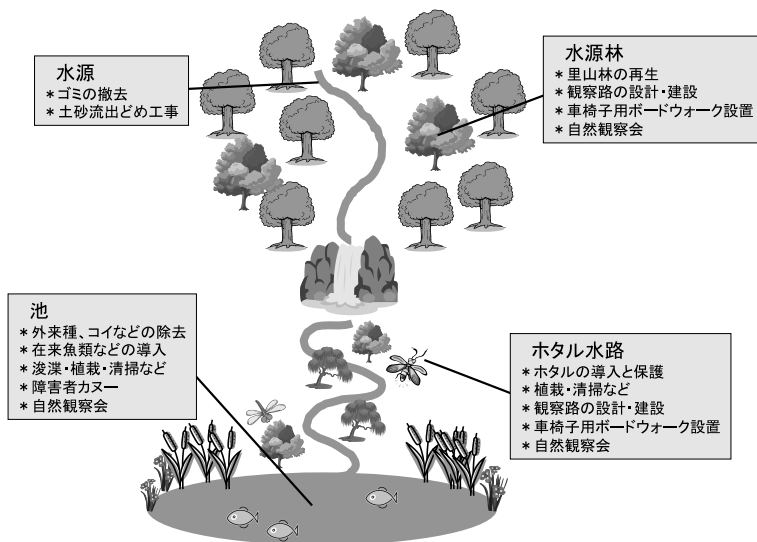 水源
＊ゴミの撤去
＊土砂流出どめ工事
水源林
＊里山林の再生
＊観察路の設計・建設
＊車椅子用ボードウォーク設置
＊自然観察会
池
＊外来種、コイなどの除去
＊在来魚類などの導入
＊浚渫・植栽・清掃など
＊障害者カヌー
＊自然観察会
ホタル水路
＊ホタルの導入と保護
＊植栽・清掃など
＊観察路の設計・建設
＊車椅子用ボードウォーク設置
＊自然観察会